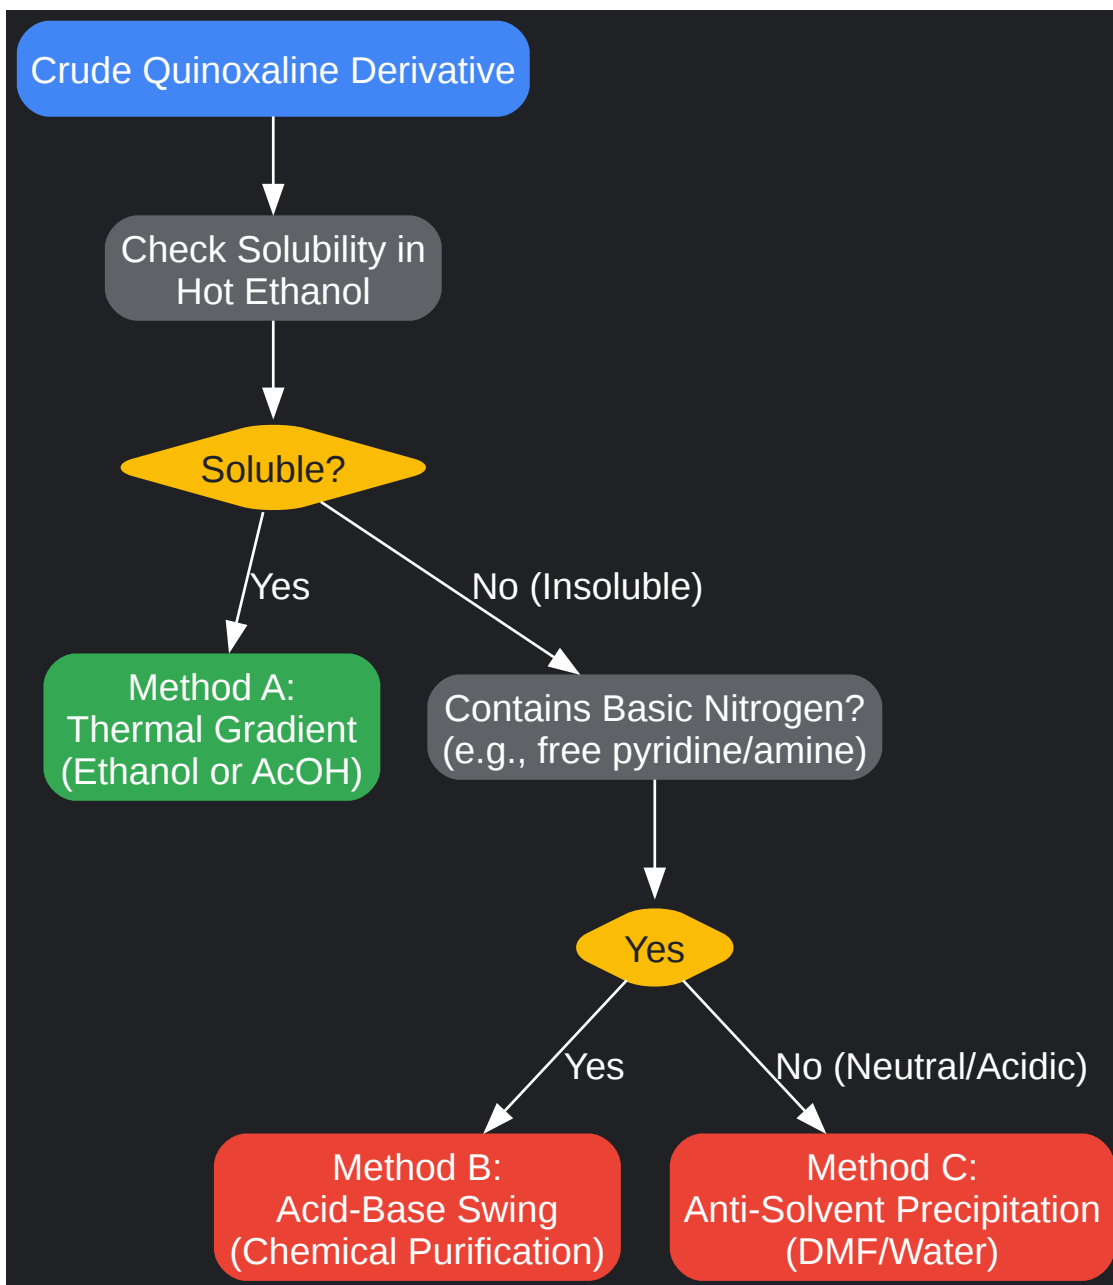 Crude Quinoxaline Derivative
Check Solubility in
Hot Ethanol
Soluble?
Yes
No (Insoluble)
Method A:
Thermal Gradient
(Ethanol or AcOH)
Contains Basic Nitrogen?
(e.g., free pyridine/amine)
Yes
Yes
No (Neutral/Acidic)
Method B:
Acid-Base Swing
(Chemical Purification)
Method C:
Anti-Solvent Precipitation
(DMF/Water)